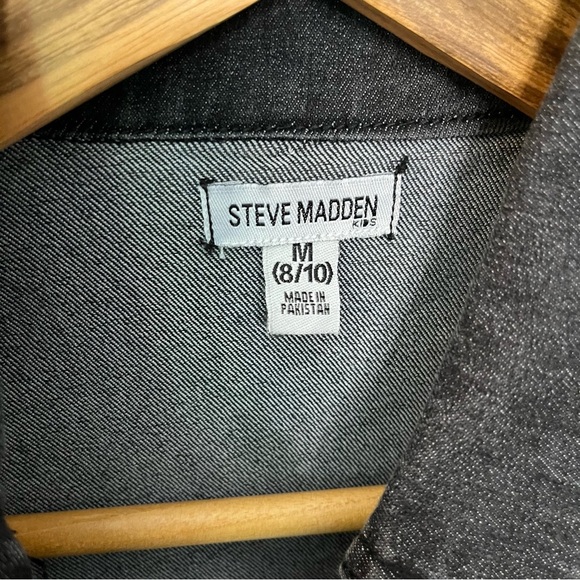 STEVE MADDEN
KIDS
M
(8/10)
MADE IN
PAKISTAN